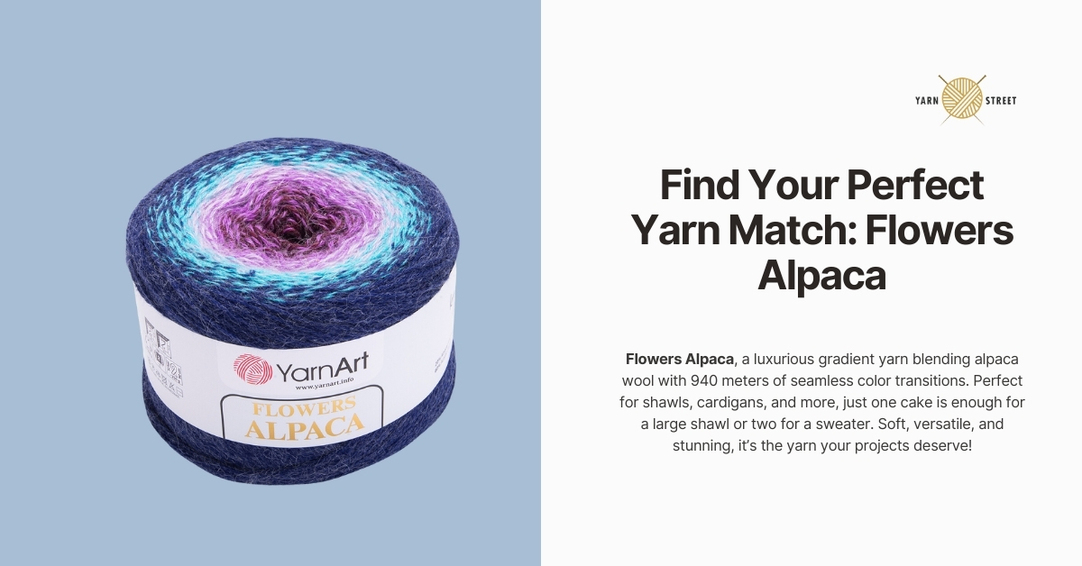 YARN STREET
Find Your Perfect
Yarn Match: Flowers
Alpaca
Flowers Alpaca, a luxurious gradient yarn blending alpaca
wool with 940 meters of seamless color transitions. Perfect
for shawls, cardigans, and more, just one cake is enough for
a large shawl or two for a sweater. Soft, versatile, and
stunning, it’s the yarn your projects deserve!
YarnArt
www.yarnart.info
FLOWERS
ALPACA